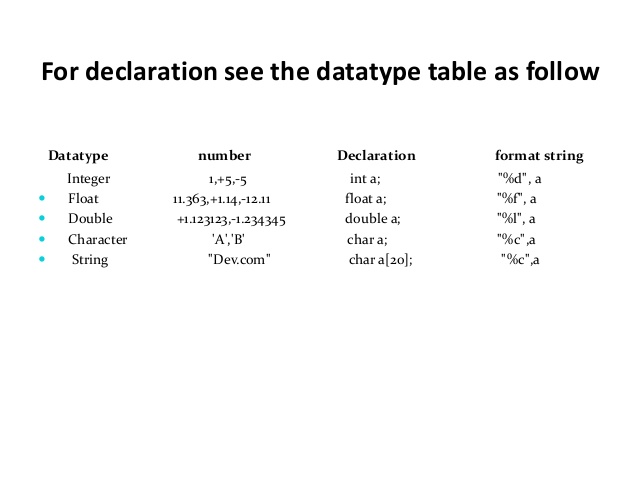 For declaration see the datatype table as follow
Datatype number Declaration format string
Integer 1,+5,-5 int a; "%d", a
• Float 11.363,+1.14,-12.11 float a; "%f", a
• Double +1.123123,-1.234345 double a; "%l", a
• Character 'A','B' char a; "%c",a
• String "Dev.com" char a[20]; "%c",a